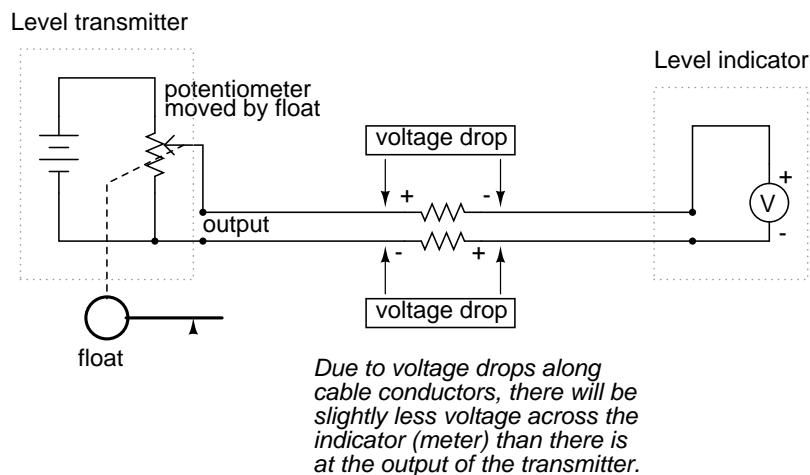 Level transmitter
Level indicator
potentiometer
moved by float
voltage drop
+ -
+
V
-
output
- +
voltage drop
float
Due to voltage drops along
cable conductors, there will be
slightly less voltage across the
indicator (meter) than there is
at the output of the transmitter.